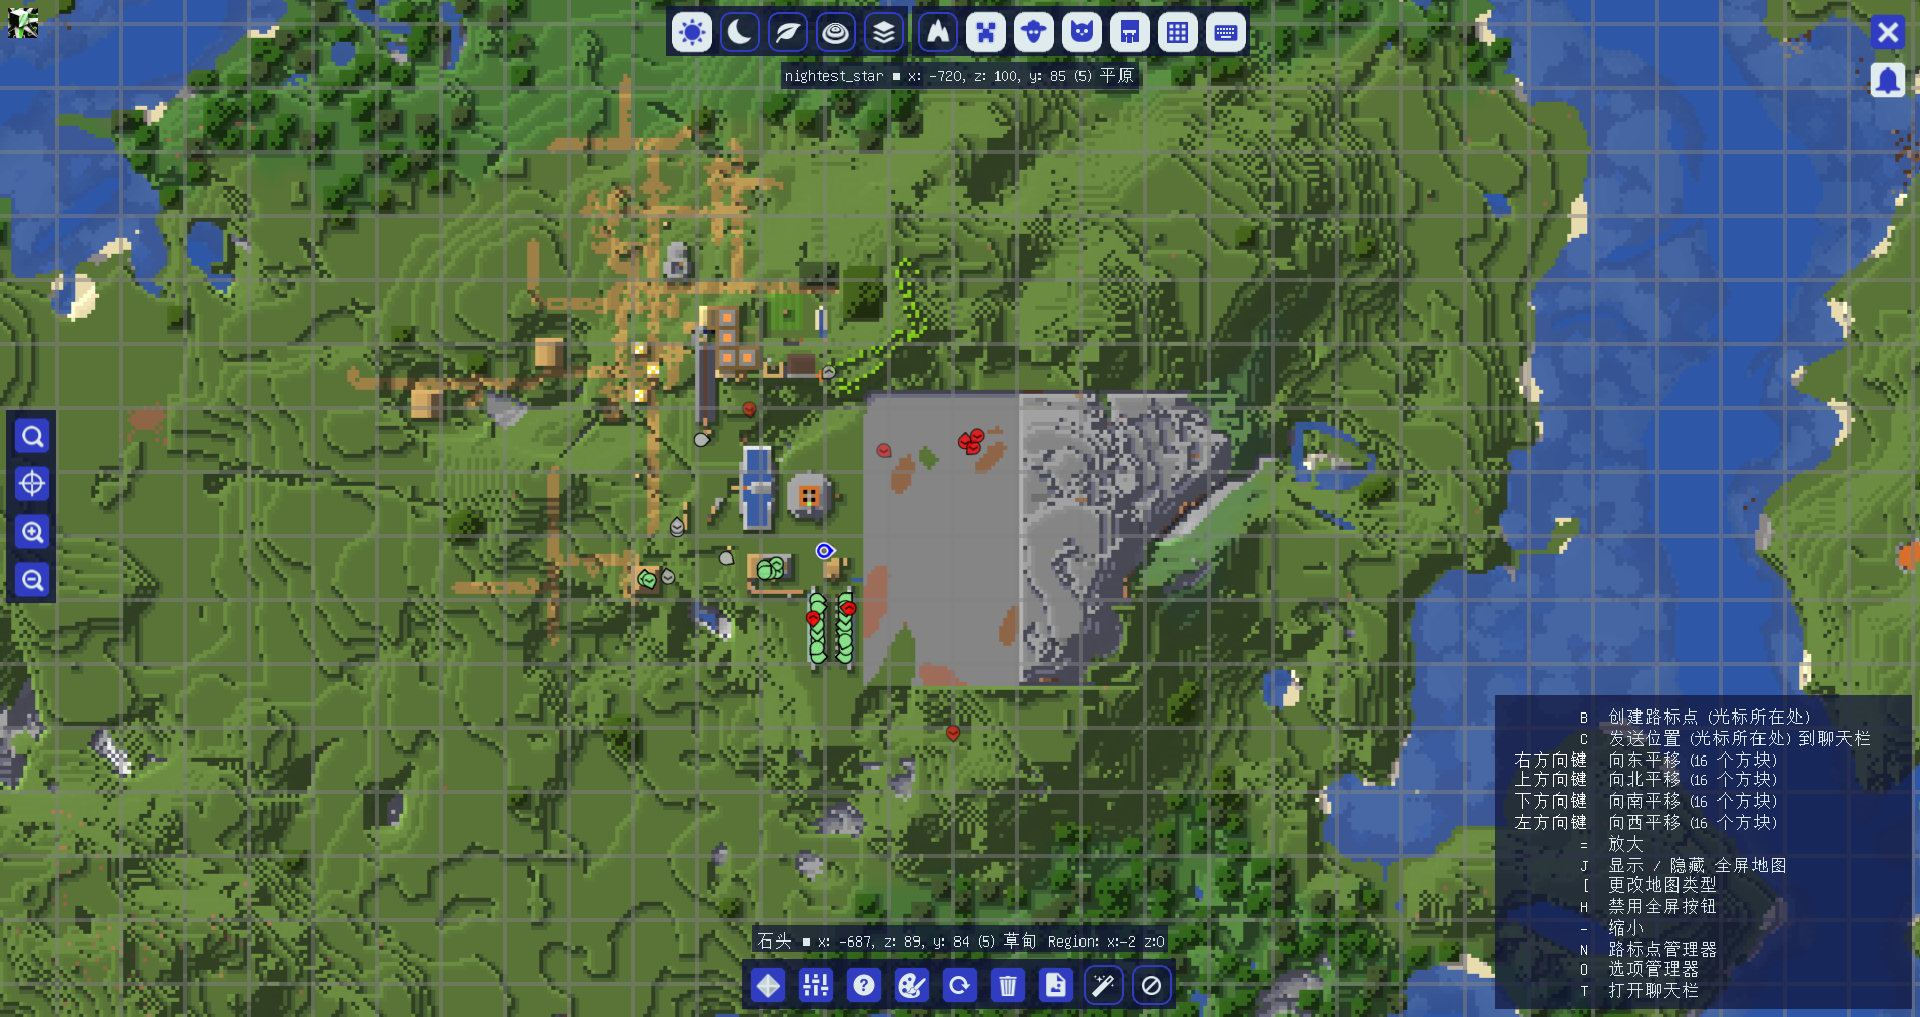 nightest_star ■ x: -720, z: 100, y: 85 (5) 平原
B 创建路标点 (光标所在处)
C 发送位置 (光标所在处) 到聊天栏
右方向键 向东平移 (16 个方块)
上方向键 向北平移 (16 个方块)
下方向键 向南平移 (16 个方块)
左方向键 向西平移 (16 个方块)
= 放大
J 显示 / 隐藏 全屏地图
[ 更改地图类型
H 禁用全屏按钮
- 缩小
N 路标点管理器
O 选项管理器
T 打开聊天栏
石头 ■ x: -687, z: 89, y: 84 (5) 草甸 Region: x:-2 z:0